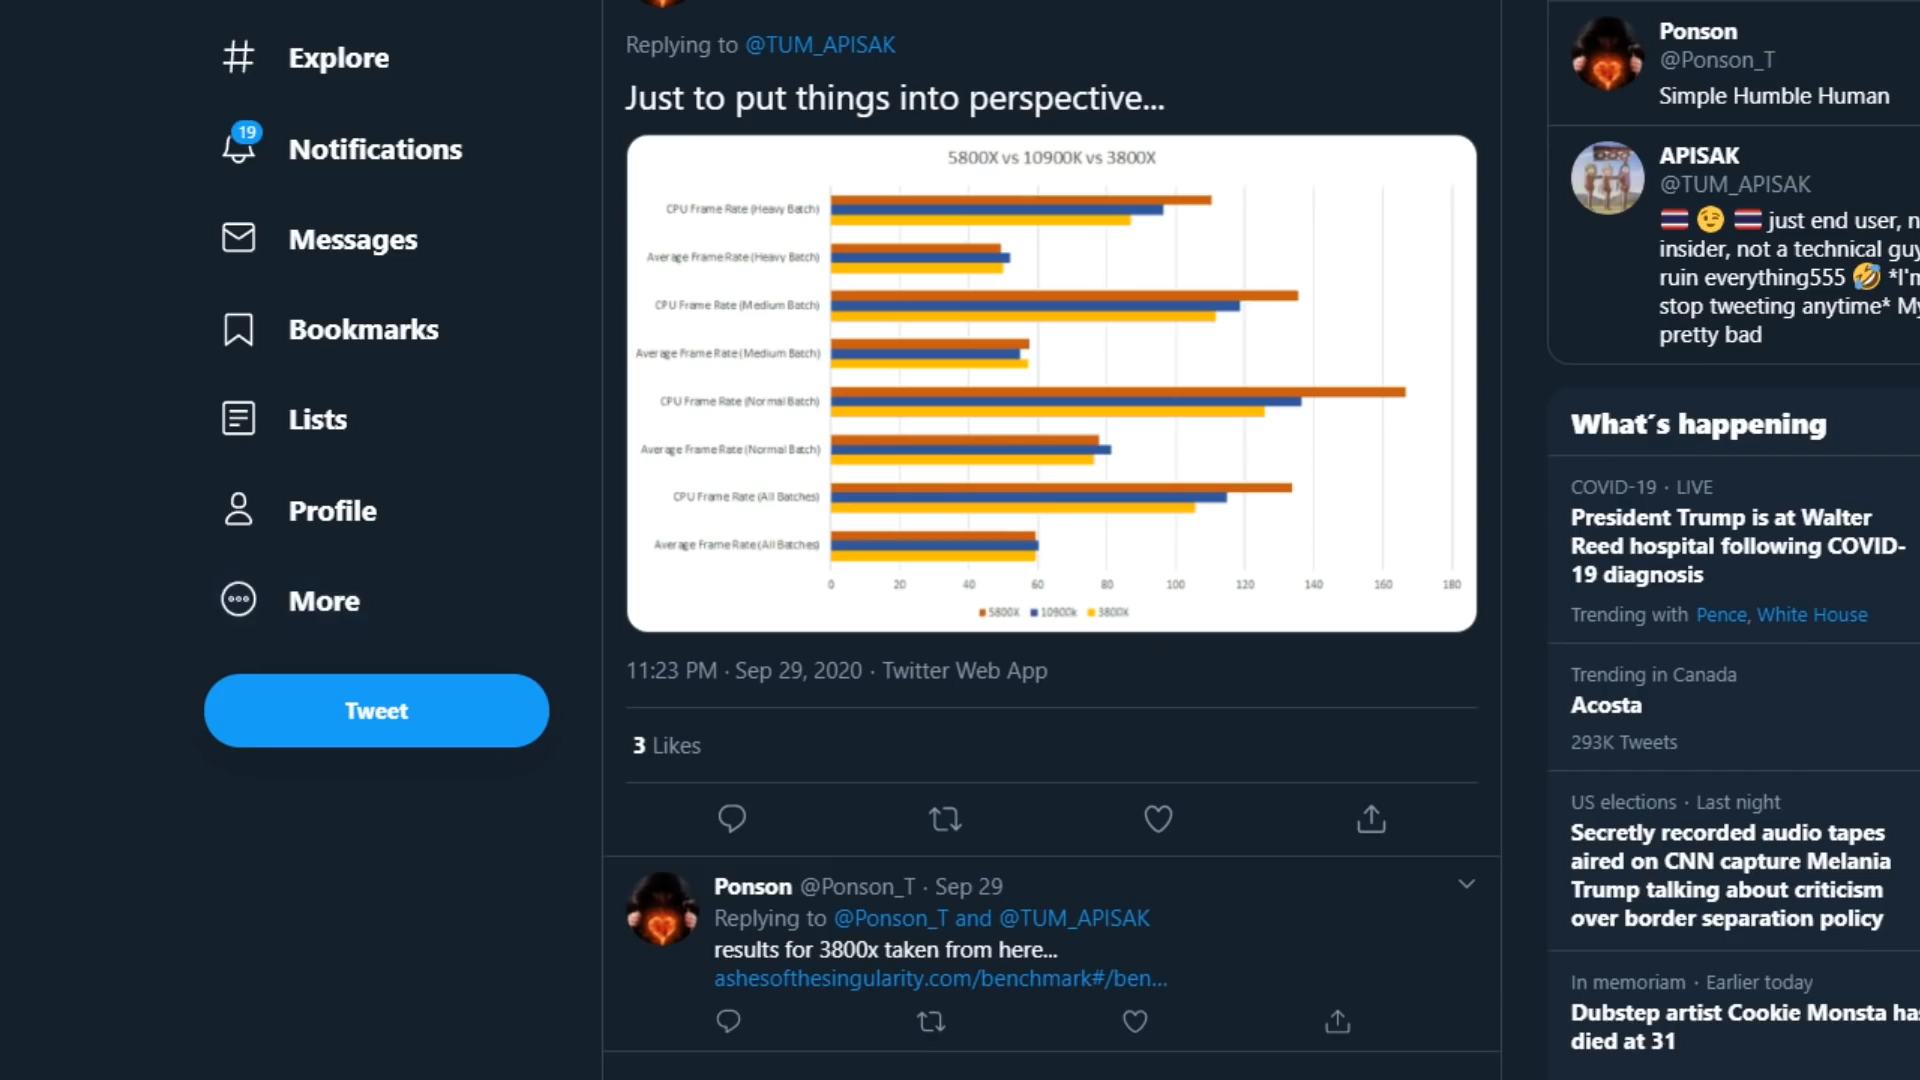 Explore
19
Notifications
Messages
Bookmarks
Lists
Profile
More
Tweet
Replying to @TUM_APISAK
Just to put things into perspective...
5800X vs 10900K vs 3800X
CPU Frame Rate (Heavy Batch)
Average Frame Rate (Heavy Batch)
CPU Frame Rate (Medium Batch)
Average Frame Rate (Medium Batch)
CPU Frame Rate (Normal Batch)
Average Frame Rate (Normal Batch)
CPU Frame Rate (All Batches)
Average Frame Rate (All Batches)
0 20 40 60 80 100 120 140 160 180
5800X 10900k 3800X
11:23 PM · Sep 29, 2020 · Twitter Web App
3 Likes
Ponson @Ponson_T · Sep 29
Replying to @Ponson_T and @TUM_APISAK
results for 3800x taken from here...
ashesofthesingularity.com/benchmark#/ben...
Ponson
@Ponson_T
Simple Humble Human
APISAK
@TUM_APISAK
just end user, n
insider, not a technical guy
ruin everything555 *I'm
stop tweeting anytime* My
pretty bad
What´s happening
COVID-19 · LIVE
President Trump is at Walter
Reed hospital following COVID-
19 diagnosis
Trending with Pence, White House
Trending in Canada
Acosta
293K Tweets
US elections · Last night
Secretly recorded audio tapes
aired on CNN capture Melania
Trump talking about criticism
over border separation policy
In memoriam · Earlier today
Dubstep artist Cookie Monsta has
died at 31